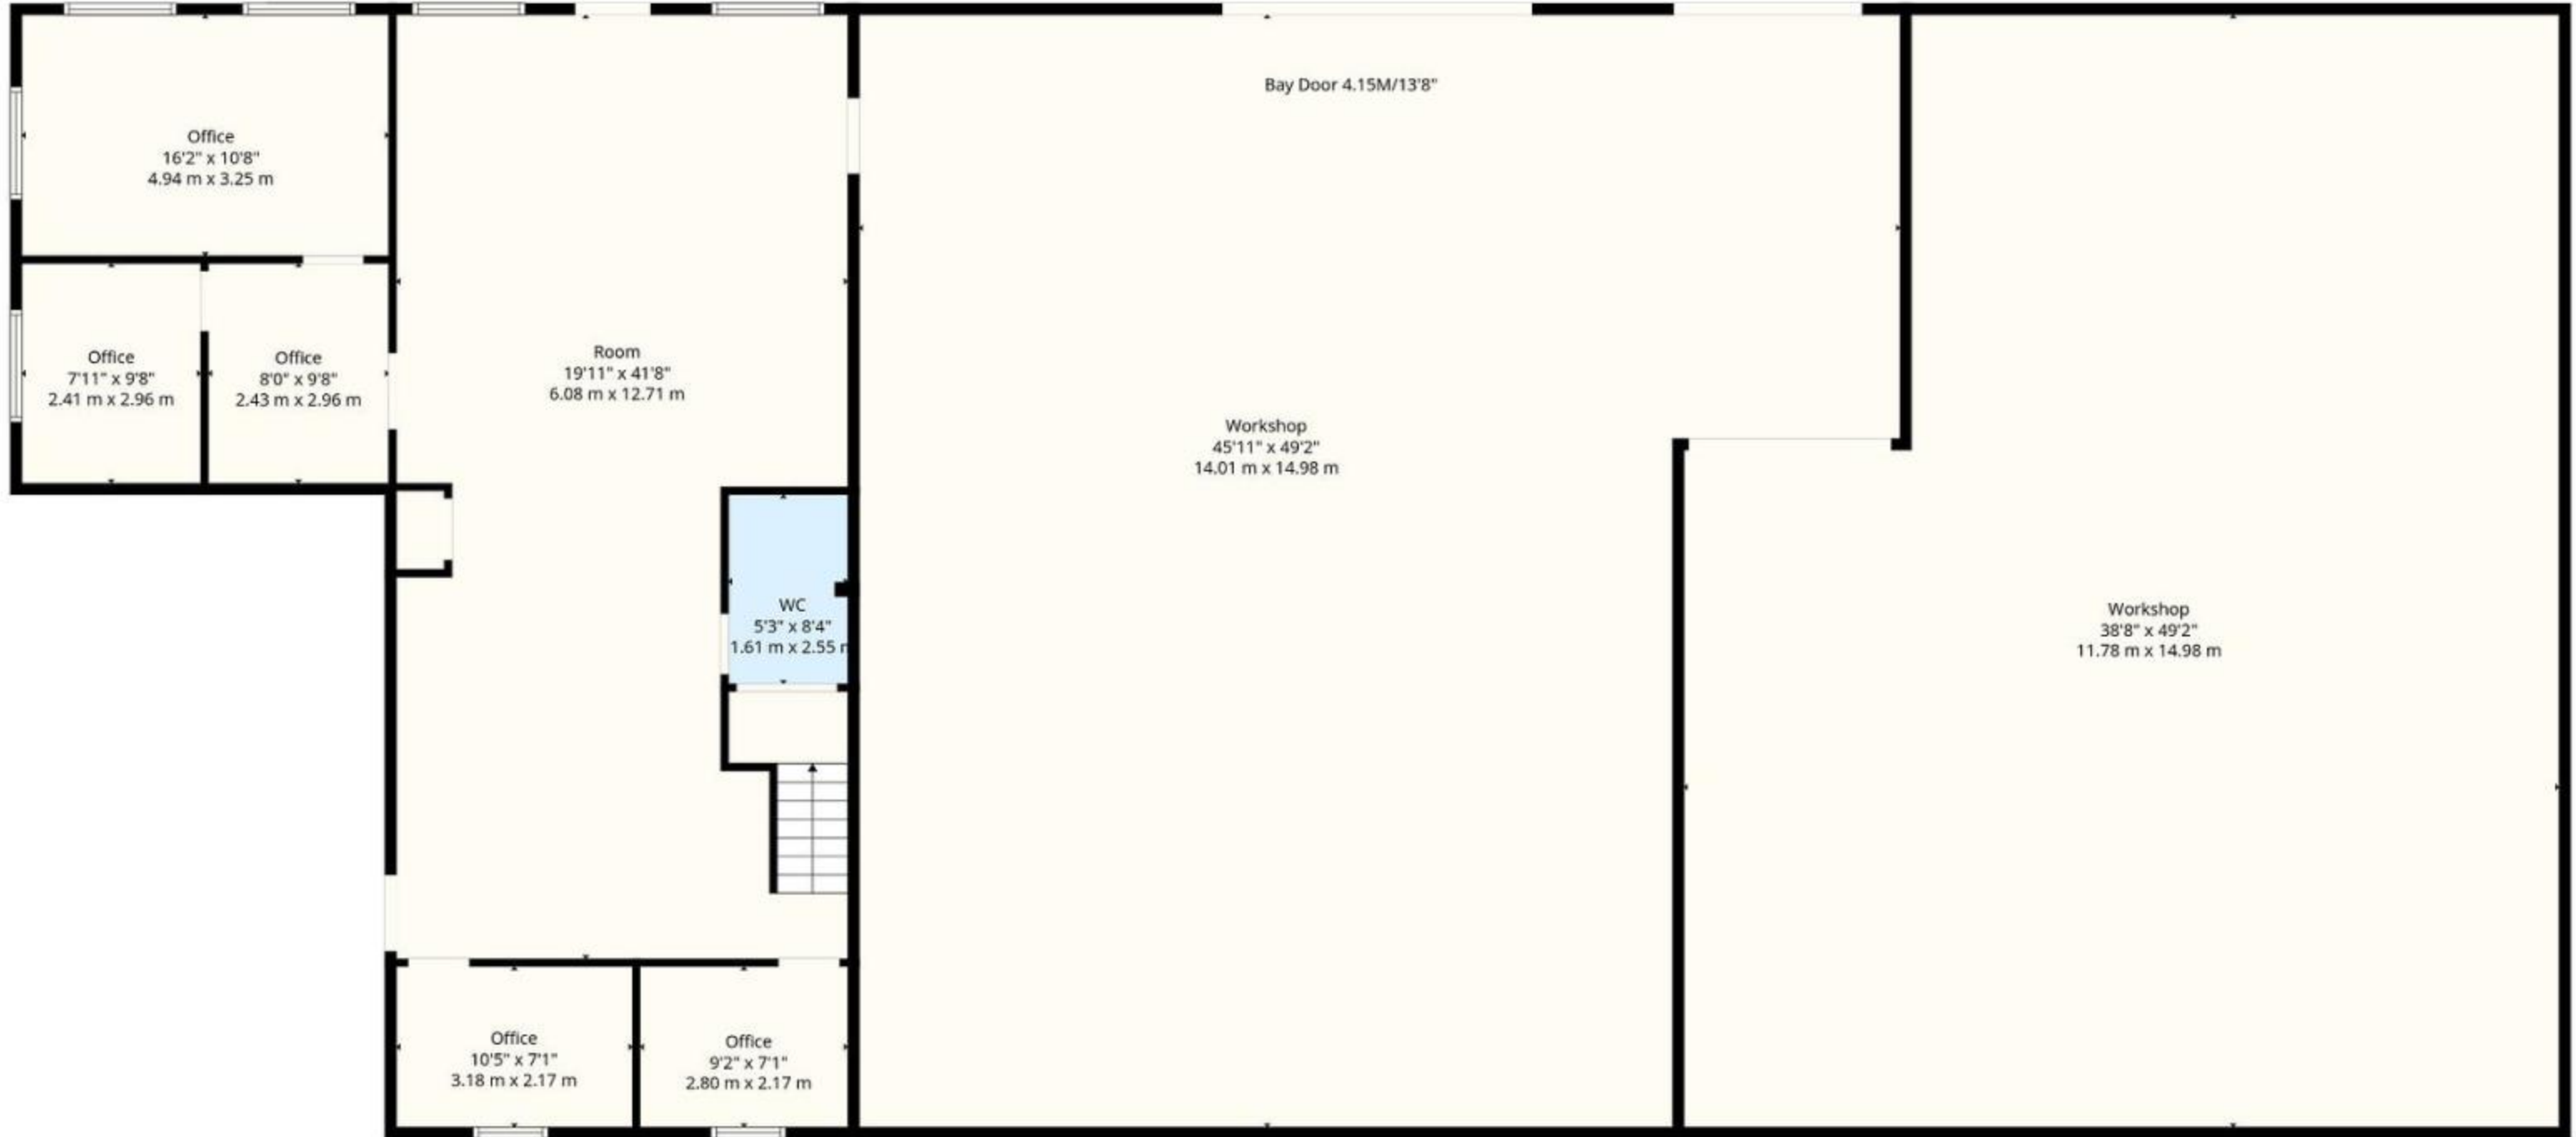 Bay Door 4.15M/13'8"
Office
16'2" x 10'8"
4.94 m x 3.25 m
Office
7'11" x 9'8"
2.41 m x 2.96 m
Office
8'0" x 9'8"
2.43 m x 2.96 m
Room
19'11" x 41'8"
6.08 m x 12.71 m
Workshop
45'11" x 49'2"
14.01 m x 14.98 m
WC
5'3" x 8'4"
1.61 m x 2.55 m
Workshop
38'8" x 49'2"
11.78 m x 14.98 m
Office
10'5" x 7'1"
3.18 m x 2.17 m
Office
9'2" x 7'1"
2.80 m x 2.17 m